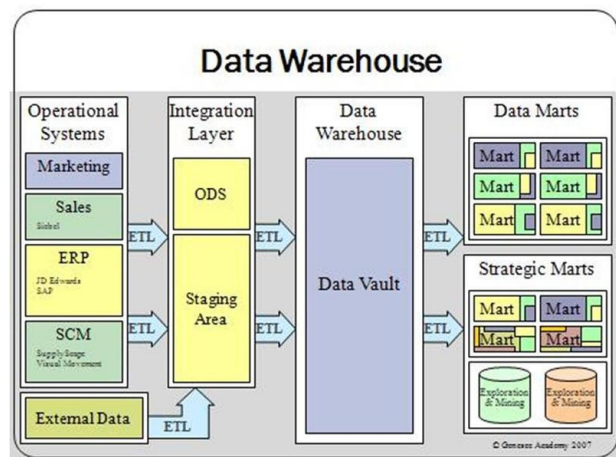 Data Warehouse
Operational
Systems
Marketing
Sales
Siebel
ERP
JD Edwards
SAP
SCM
SupplyScape
Visual Movement
External Data
ETL
ETL
ETL
Integration
Layer
ODS
Staging
Area
ETL
ETL
Data
Warehouse
Data Vault
ETL
ETL
Data Marts
Mart Mart
Mart Mart
Mart Mart
Strategic Marts
Mart Mart
Mart Mart
Exploration
& Mining
Exploration
& Mining
© Genesee Academy 2007